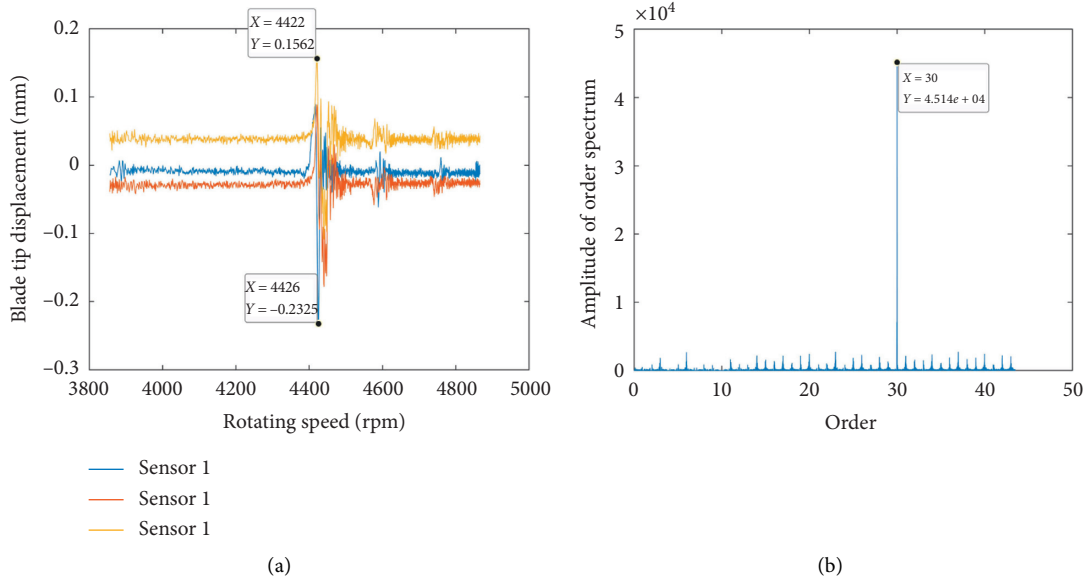 X = 4422
Y = 0.1562
X = 4426
Y = −0.2325
0.2
0.1
0
−0.1
−0.2
−0.3
Blade tip displacement (mm)
3800 4000 4200 4400 4600 4800 5000
Rotating speed (rpm)
Sensor 1
Sensor 1
Sensor 1
(a)
×10⁴
X = 30
Y = 4.514e + 04
5
4
3
2
1
0
Amplitude of order spectrum
0 10 20 30 40 50
Order
(b)